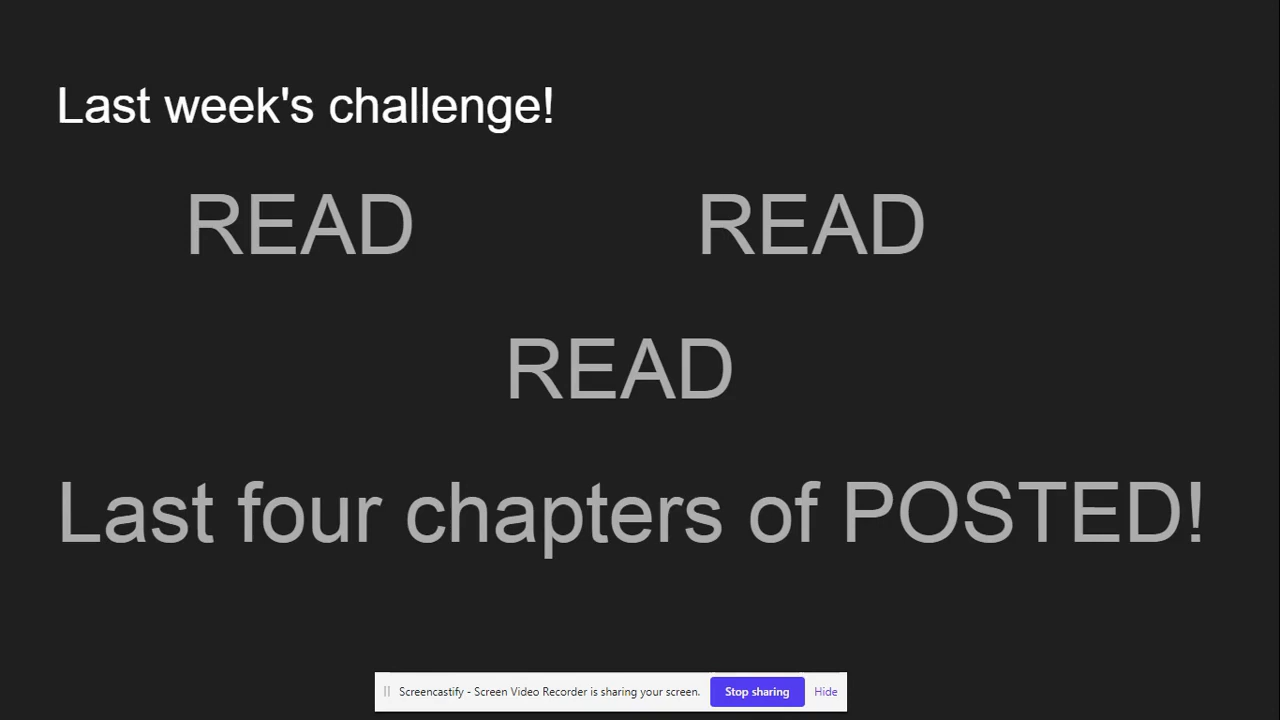 Last week's challenge!
READ READ
READ
Last four chapters of POSTED!
Screencastify - Screen Video Recorder is sharing your screen. Stop sharing Hide